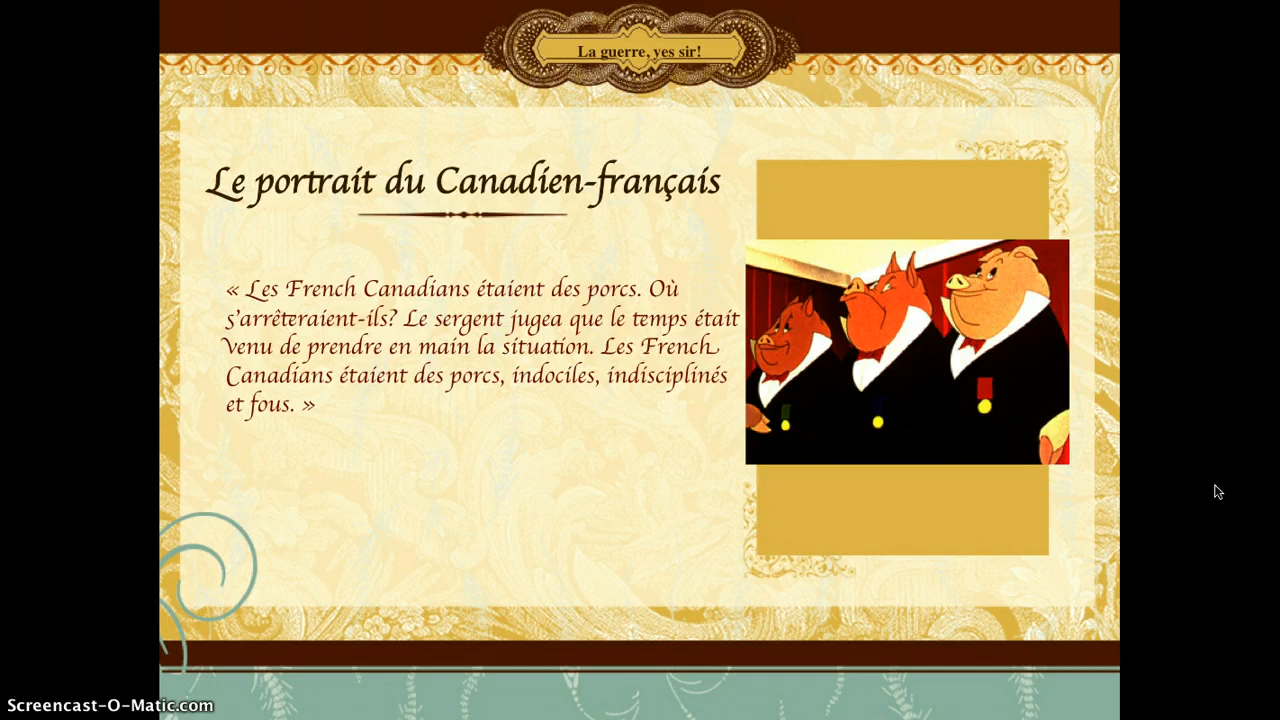 La guerre, yes sir!
Le portrait du Canadien-français
« Les French Canadians étaient des porcs. Où
s'arrêteraient-ils? Le sergent jugea que le temps était
venu de prendre en main la situation. Les French
Canadians étaient des porcs, indociles, indisciplinés
et fous. »
Screencast-O-Matic.com